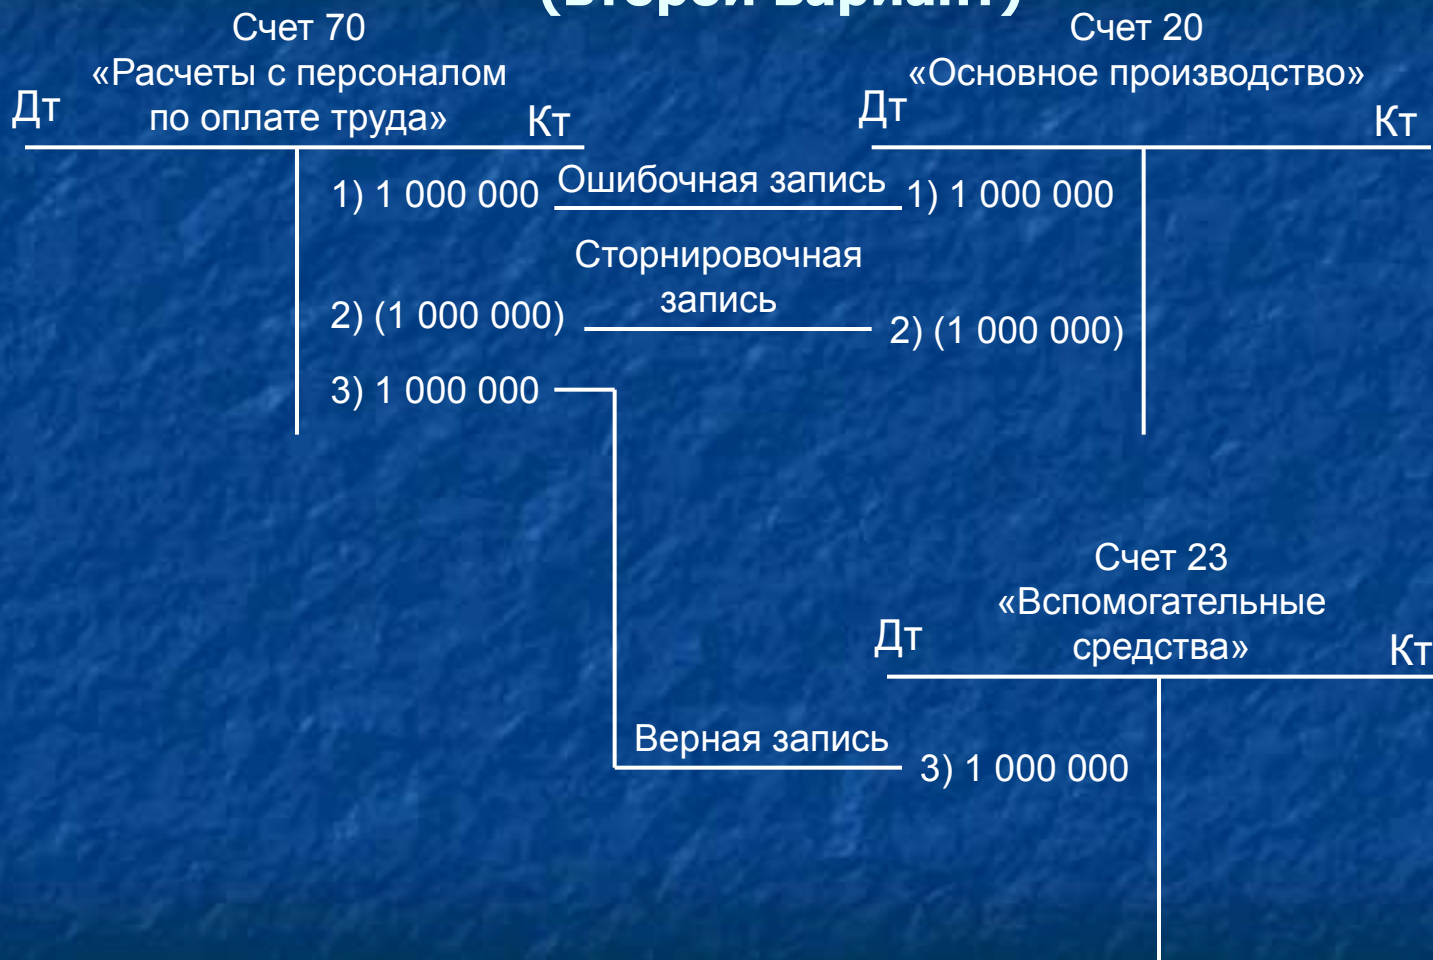 (второй вариант)
Счет 70
«Расчеты с персоналом
по оплате труда»
Дт
Кт
Счет 20
«Основное производство»
Дт
Кт
1) 1 000 000
Ошибочная запись
1) 1 000 000
Сторнировочная
запись
2) (1 000 000)
2) (1 000 000)
3) 1 000 000
Счет 23
«Вспомогательные
средства»
Дт
Кт
Верная запись
3) 1 000 000